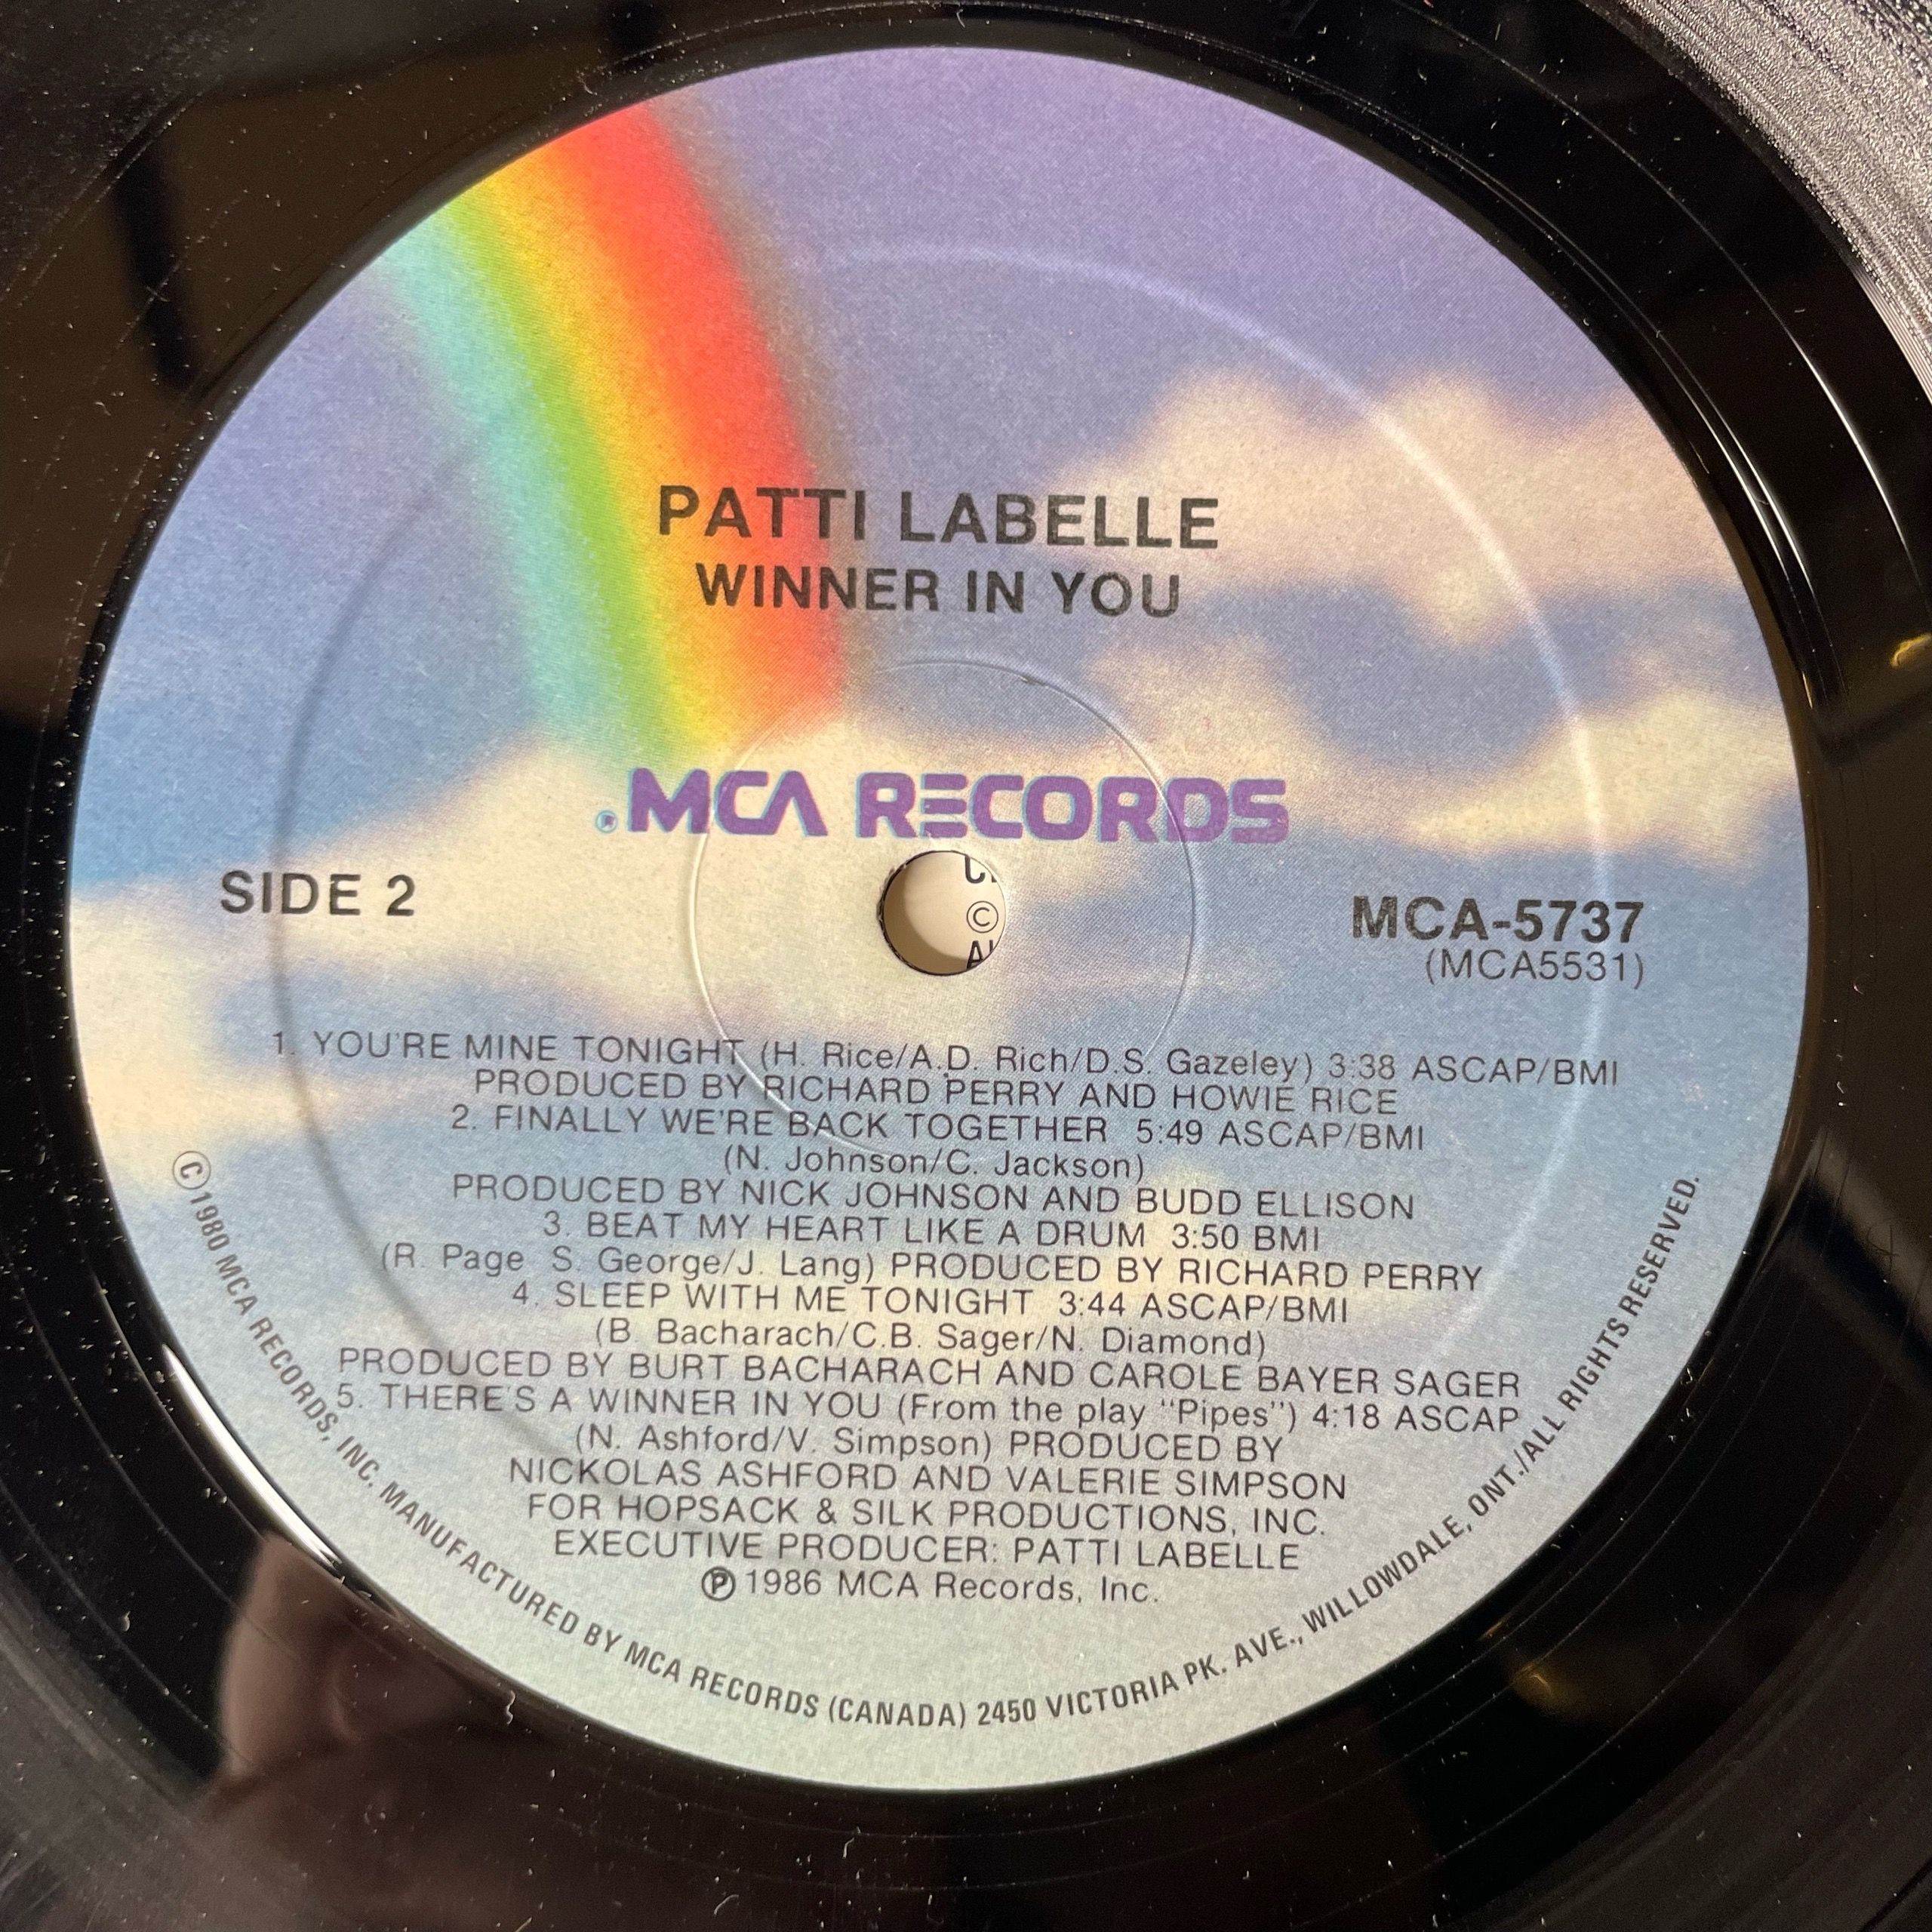 PATTI LABELLE
WINNER IN YOU
® MCA RECORDS
SIDE 2
MCA-5737
(MCA5531)
©
1. YOU'RE MINE TONIGHT (H. Rice/A.D. Rich/D.S. Gazeley) 3:38 ASCAP/BMI
PRODUCED BY RICHARD PERRY AND HOWIE RICE
2. FINALLY WE'RE BACK TOGETHER 5:49 ASCAP/BMI
(N. Johnson/C. Jackson)
PRODUCED BY NICK JOHNSON AND BUDD ELLISON
3. BEAT MY HEART LIKE A DRUM 3:50 BMI
(R. Page S. George/J. Lang) PRODUCED BY RICHARD PERRY
4. SLEEP WITH ME TONIGHT 3:44 ASCAP/BMI
(B. Bacharach/C.B. Sager/N. Diamond)
PRODUCED BY BURT BACHARACH AND CAROLE BAYER SAGER
5. THERE'S A WINNER IN YOU (From the play "Pipes") 4:18 ASCAP
(N. Ashford/V. Simpson) PRODUCED BY
NICKOLAS ASHFORD AND VALERIE SIMPSON
FOR HOPSACK & SILK PRODUCTIONS, INC.
EXECUTIVE PRODUCER: PATTI LABELLE
℗ 1986 MCA Records, Inc.
© 1980 MCA RECORDS, INC. MANUFACTURED BY MCA RECORDS (CANADA) 2450 VICTORIA PK. AVE., WILLOWDALE, ONT./ALL RIGHTS RESERVED.